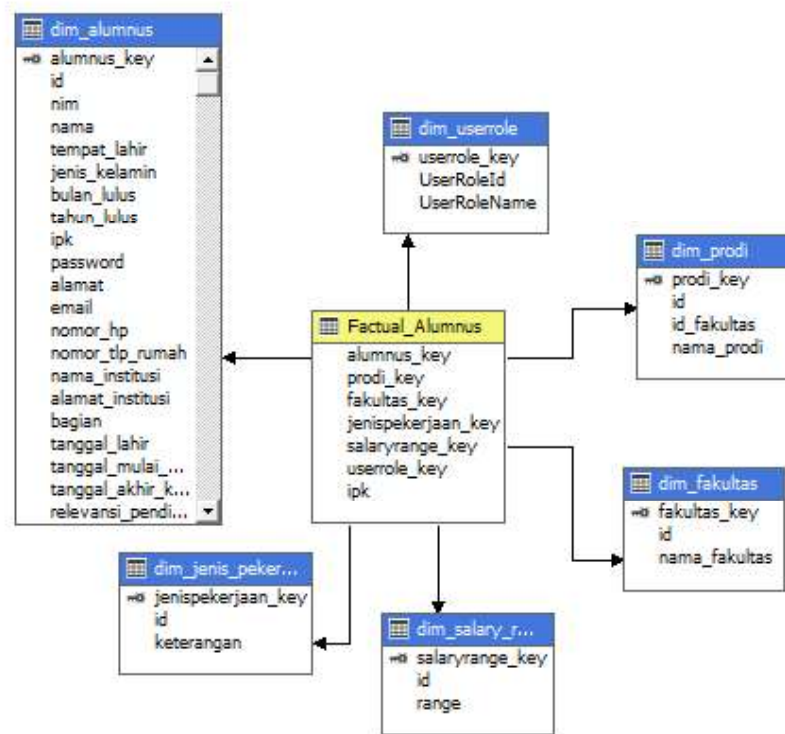 dim_alumnus
alumnus_key
id
nim
nama
tempat_lahir
jenis_kelamin
bulan_lulus
tahun_lulus
ipk
password
alamat
email
nomor_hp
nomor_tlp_rumah
nama_institusi
alamat_institusi
bagian
tanggal_lahir
tanggal_mulai_...
tanggal_akhir_k...
relevansi_pendi...
dim_userrole
userrole_key
UserRoleId
UserRoleName
dim_prodi
prodi_key
id
id_fakultas
nama_prodi
Factual_Alumnus
alumnus_key
prodi_key
fakultas_key
jenispekerjaan_key
salaryrange_key
userrole_key
ipk
dim_fakultas
fakultas_key
id
nama_fakultas
dim_jenis_peker...
jenispekerjaan_key
id
keterangan
dim_salary_r...
salaryrange_key
id
range